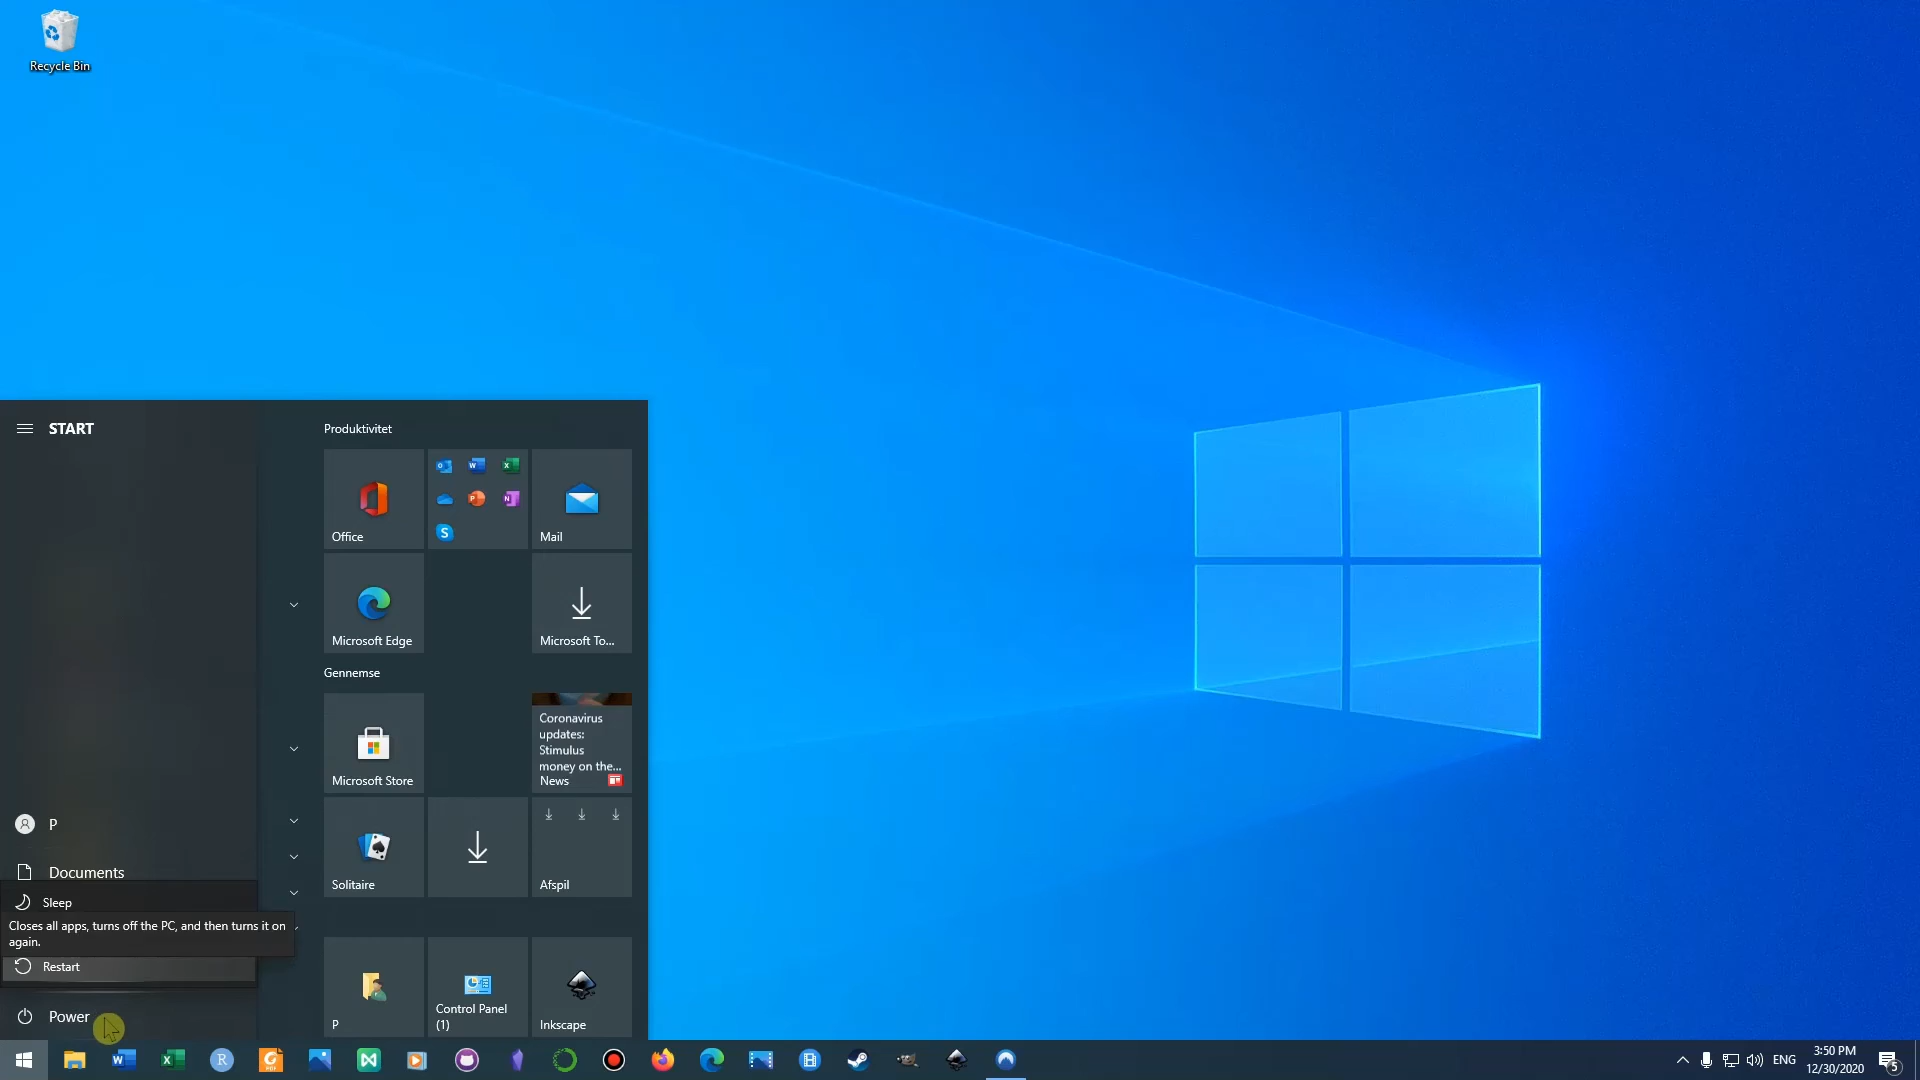 Recycle Bin
START
Produktivitet
Office
Mail
Microsoft Edge
Microsoft To...
Gennemse
Microsoft Store
Coronavirus
updates:
Stimulus
money on the...
News
Solitaire
Afspil
P
Documents
Sleep
Closes all apps, turns off the PC, and then turns it on
again.
Restart
Power
P
Control Panel
(1)
Inkscape
ENG
3:50 PM
12/30/2020
5